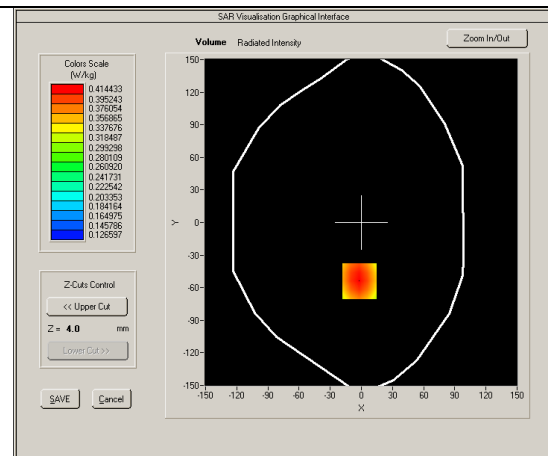 SAR Visualisation Graphical Interface
Volume Radiated Intensity
Zoom In/Out
Colors Scale
(W/kg)
0.414433
0.395243
0.376054
0.356865
0.337676
0.318487
0.299298
0.280109
0.260920
0.241731
0.222542
0.203353
0.184164
0.164975
0.145786
0.126597
Z-Cuts Control
<< Upper Cut
Z = 4.0 mm
Lower Cut >>
SAVE Cancel
150
120
90
60
30
Y 0
-30
-60
-90
-120
-150
-150 -120 -90 -60 -30 0 30 60 90 120 150
X